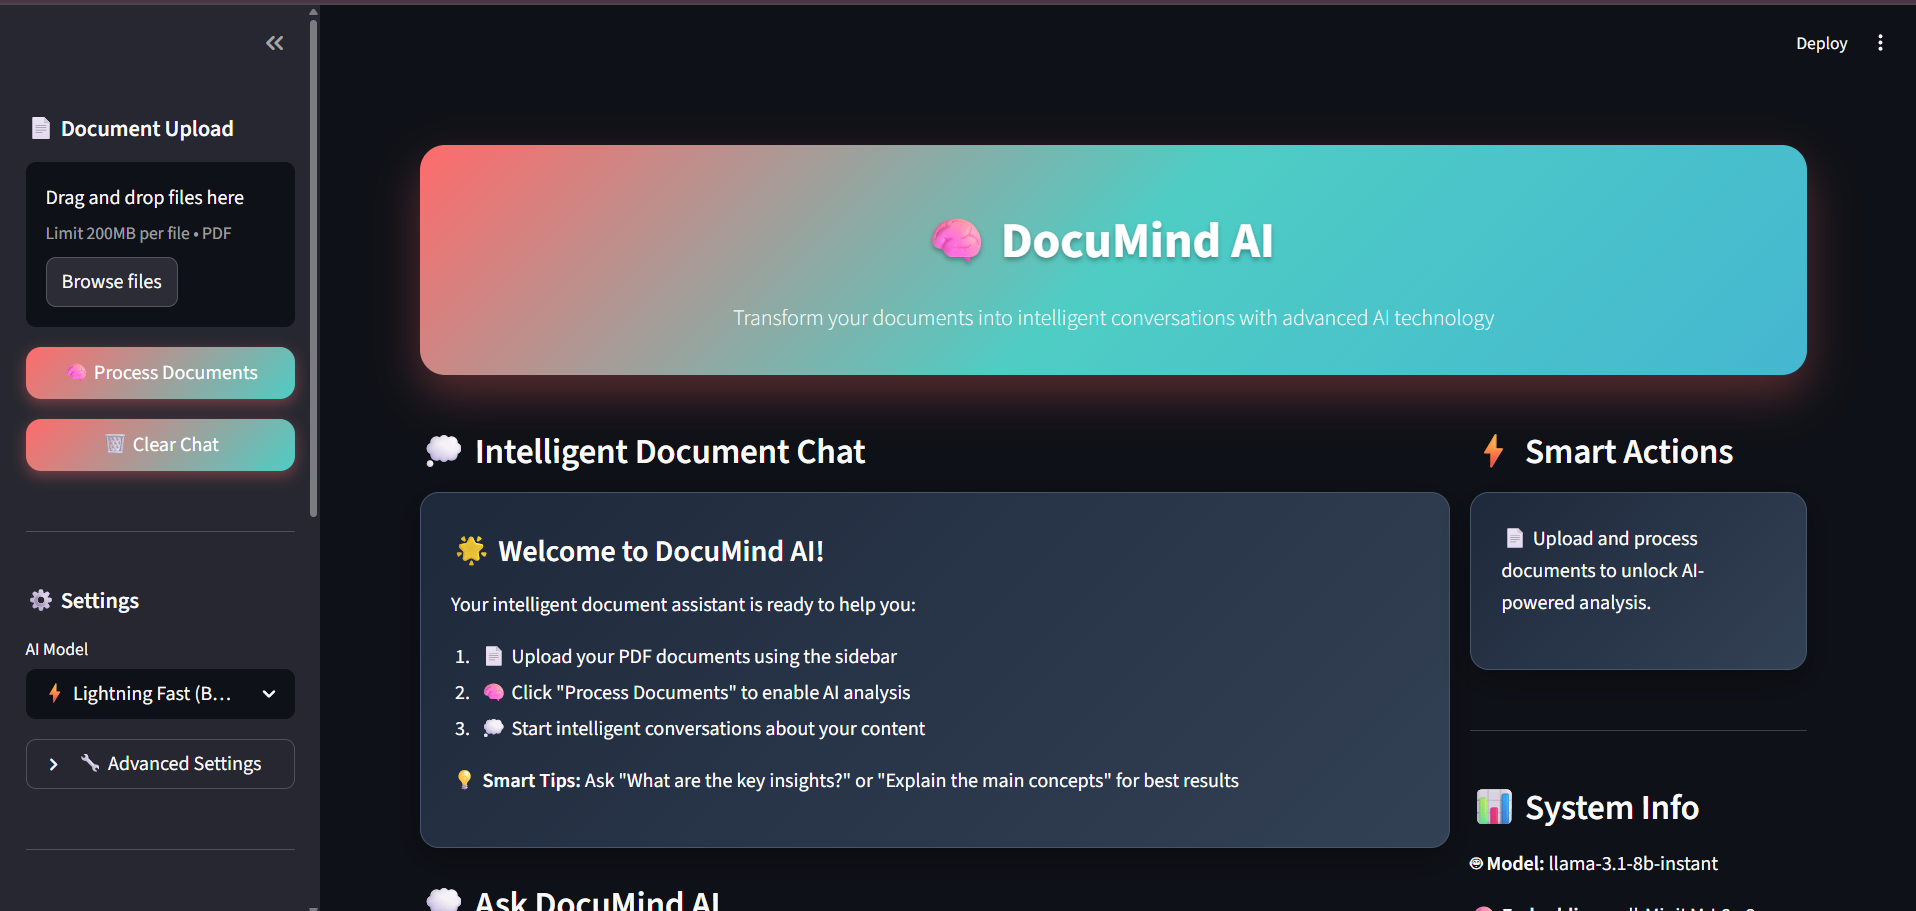 Deploy
📄 Document Upload
Drag and drop files here
Limit 200MB per file • PDF
Browse files
🧠 Process Documents
🗑️ Clear Chat
⚙️ Settings
AI Model
⚡ Lightning Fast (B...
🔧 Advanced Settings
🧠 DocuMind AI
Transform your documents into intelligent conversations with advanced AI technology
💭 Intelligent Document Chat
🌟 Welcome to DocuMind AI!
Your intelligent document assistant is ready to help you:
1. 📄 Upload your PDF documents using the sidebar
2. 🧠 Click "Process Documents" to enable AI analysis
3. 💭 Start intelligent conversations about your content
💡 Smart Tips: Ask "What are the key insights?" or "Explain the main concepts" for best results
💭 Ask DocuMind AI
⚡ Smart Actions
📄 Upload and process
documents to unlock AI-
powered analysis.
📊 System Info
🤖 Model: llama-3.1-8b-instant